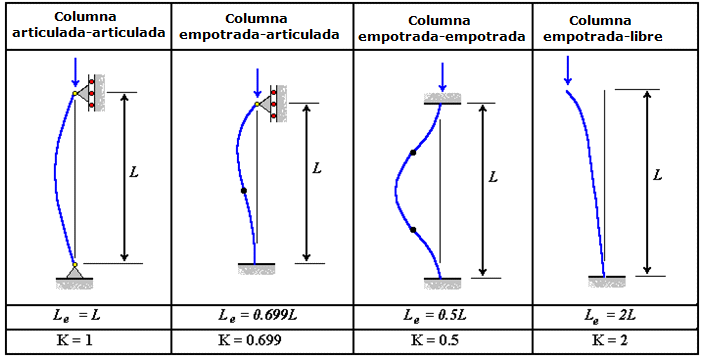 Columna
articulada-articulada
Columna
empotrada-articulada
Columna
empotrada-empotrada
Columna
empotrada-libre
L
L
L
L
Le = L
Le = 0.699L
Le = 0.5L
Le = 2L
K = 1
K = 0.699
K = 0.5
K = 2